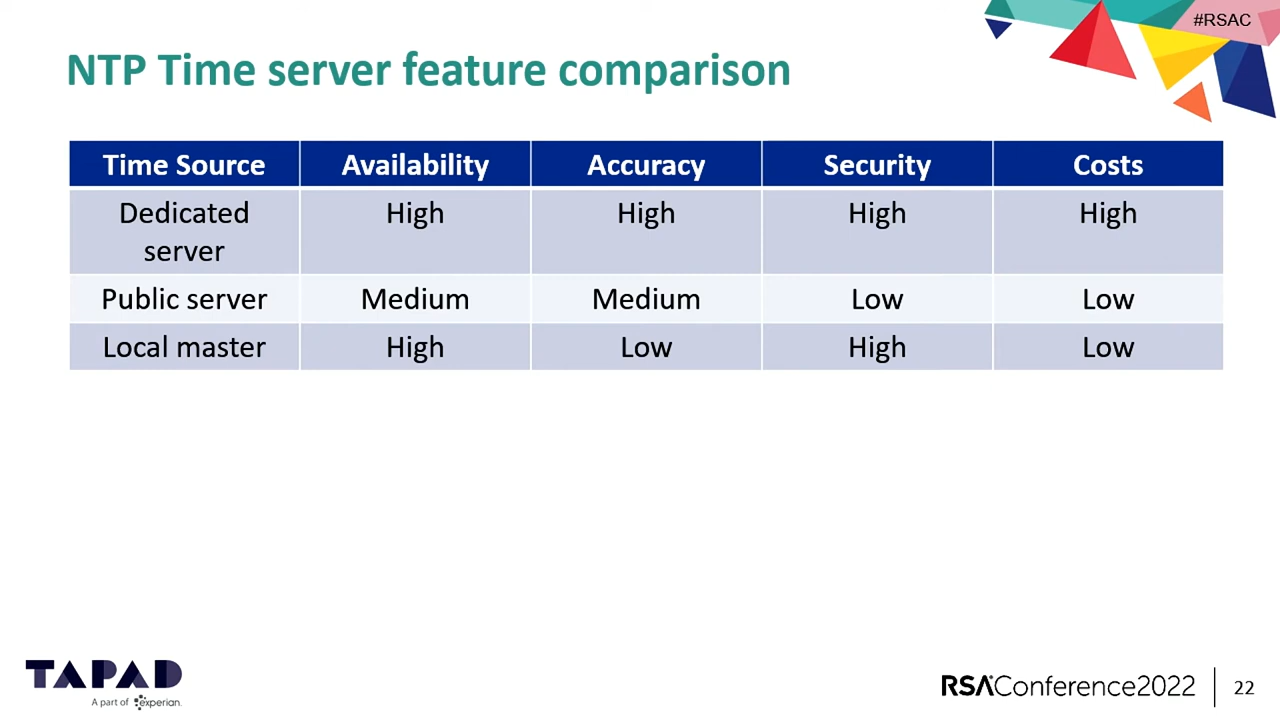 #RSAC
NTP Time server feature comparison
Time Source Availability Accuracy Security Costs
Dedicated server High High High High
Public server Medium Medium Low Low
Local master High Low High Low
TAPAD
A part of experian.
RSAConference2022
22